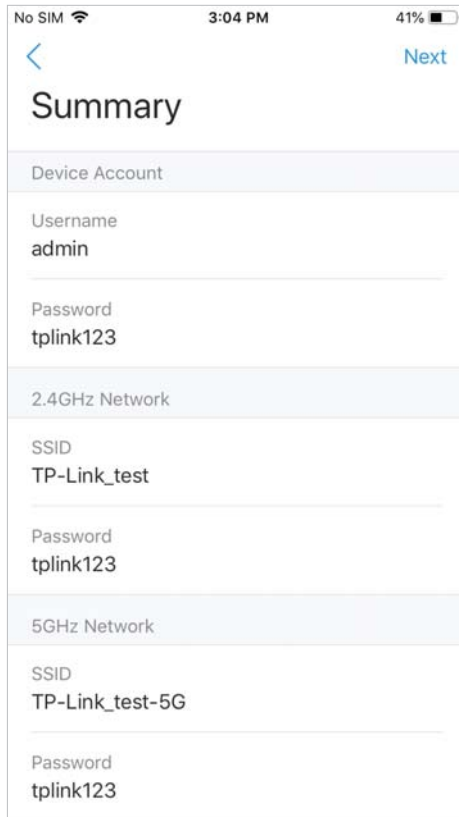 No SIM 3:04 PM 41%
Next
Summary
Device Account
Username
admin
Password
tplink123
2.4GHz Network
SSID
TP-Link_test
Password
tplink123
5GHz Network
SSID
TP-Link_test-5G
Password
tplink123